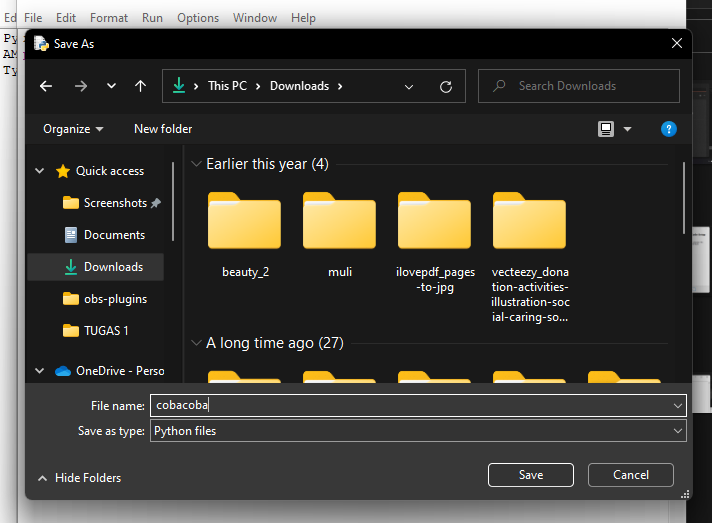 Ed File Edit Format Run Options Window Help
Py
AM
Ty
Save As
This PC Downloads
Search Downloads
Organize New folder
Quick access
Screenshots
Documents
Downloads
obs-plugins
TUGAS 1
OneDrive - Perso
Earlier this year (4)
beauty_2
muli
ilovepdf_pages
-to-jpg
vecteezy_dona
tion-activities-
illustration-soc
ial-caring-so...
A long time ago (27)
File name: cobacoba
Save as type: Python files
Hide Folders
Save Cancel